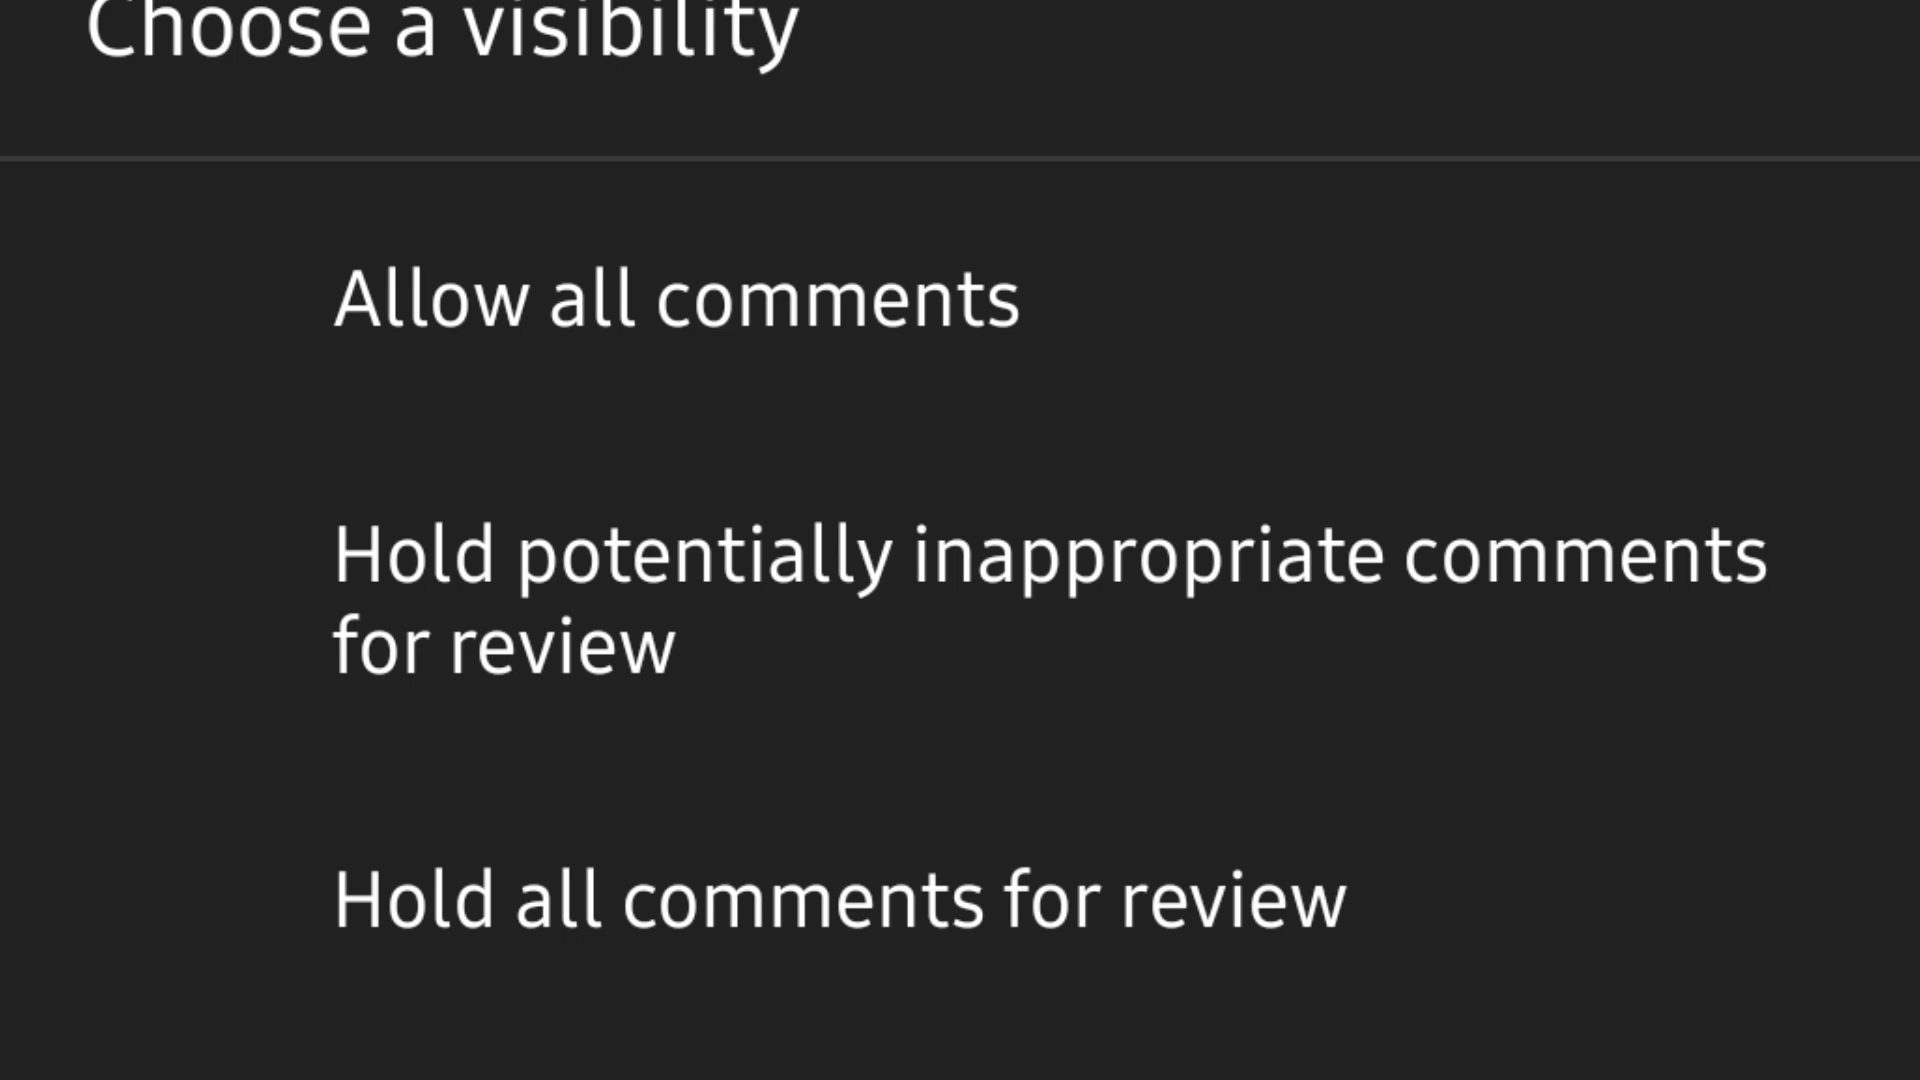 Choose a visibility
Allow all comments
Hold potentially inappropriate comments
for review
Hold all comments for review